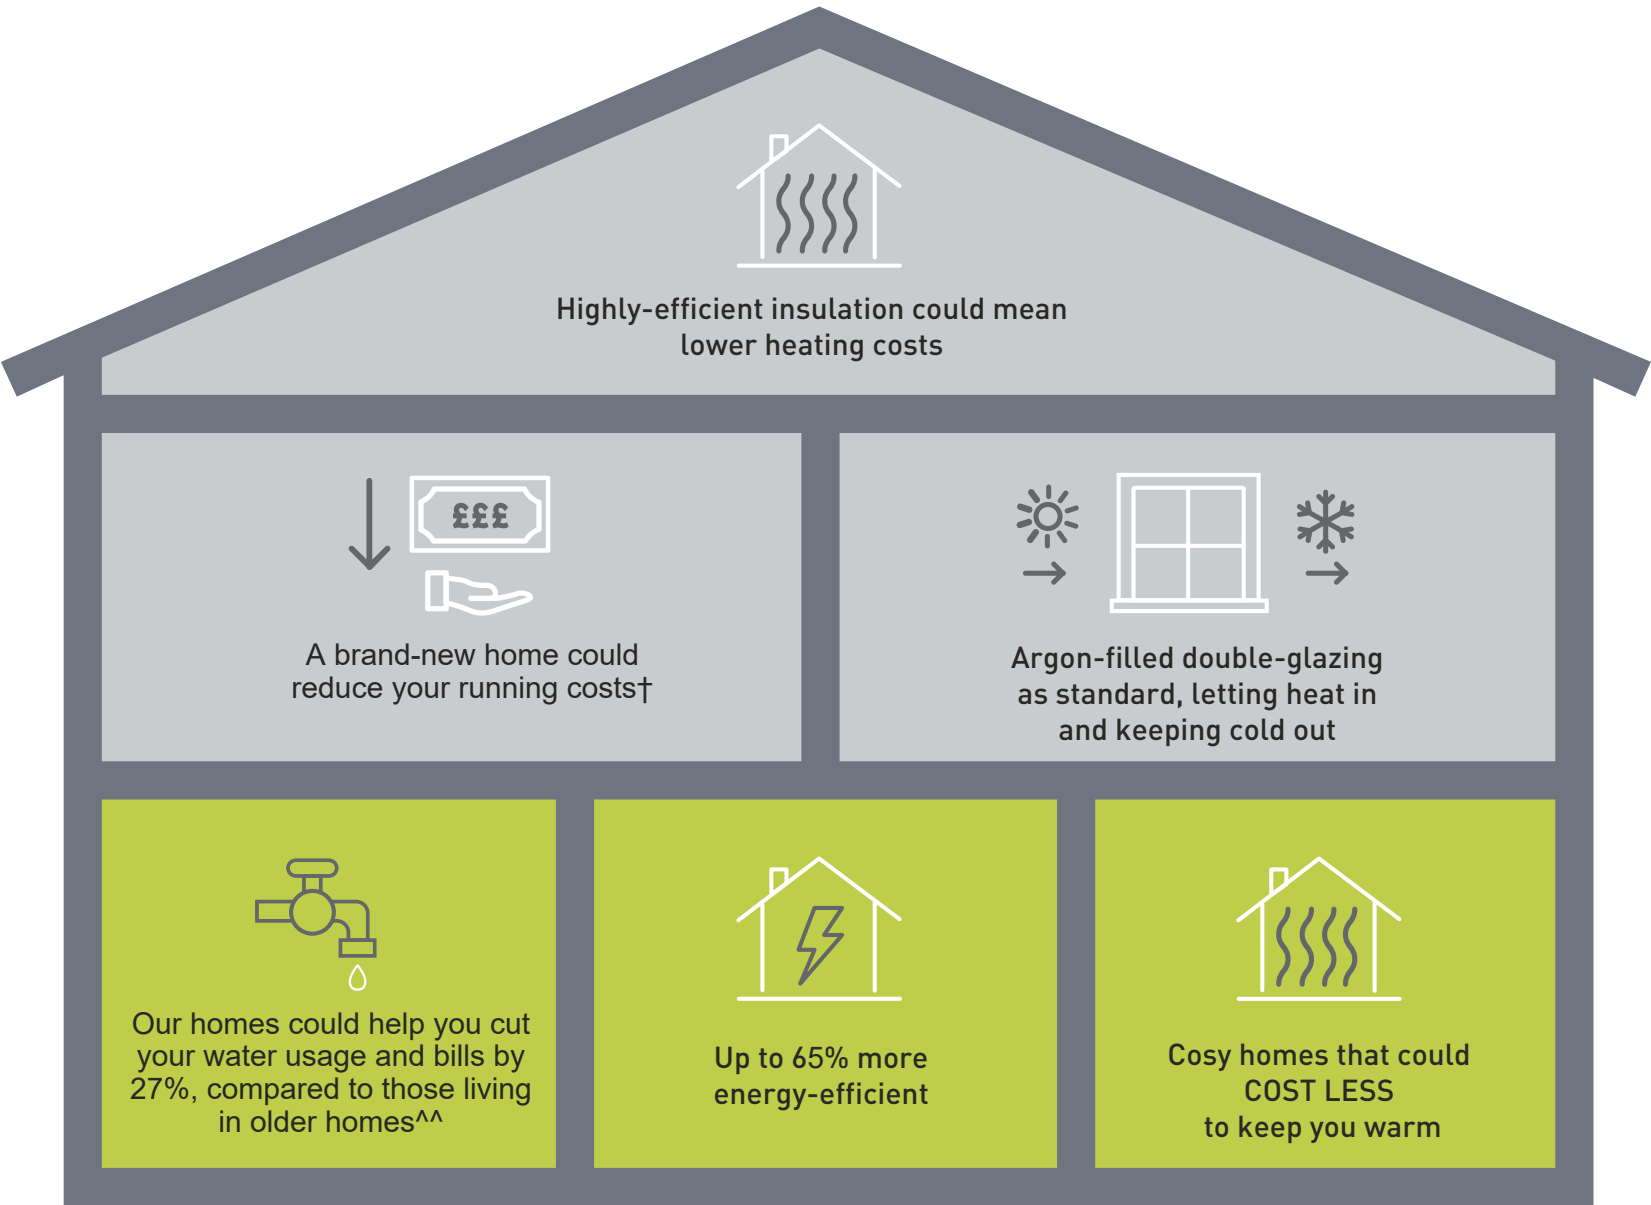 Highly-efficient insulation could mean
lower heating costs
£££
A brand-new home could
reduce your running costs†
Argon-filled double-glazing
as standard, letting heat in
and keeping cold out
Our homes could help you cut
your water usage and bills by
27%, compared to those living
in older homes^^
Up to 65% more
energy-efficient
Cosy homes that could
COST LESS
to keep you warm